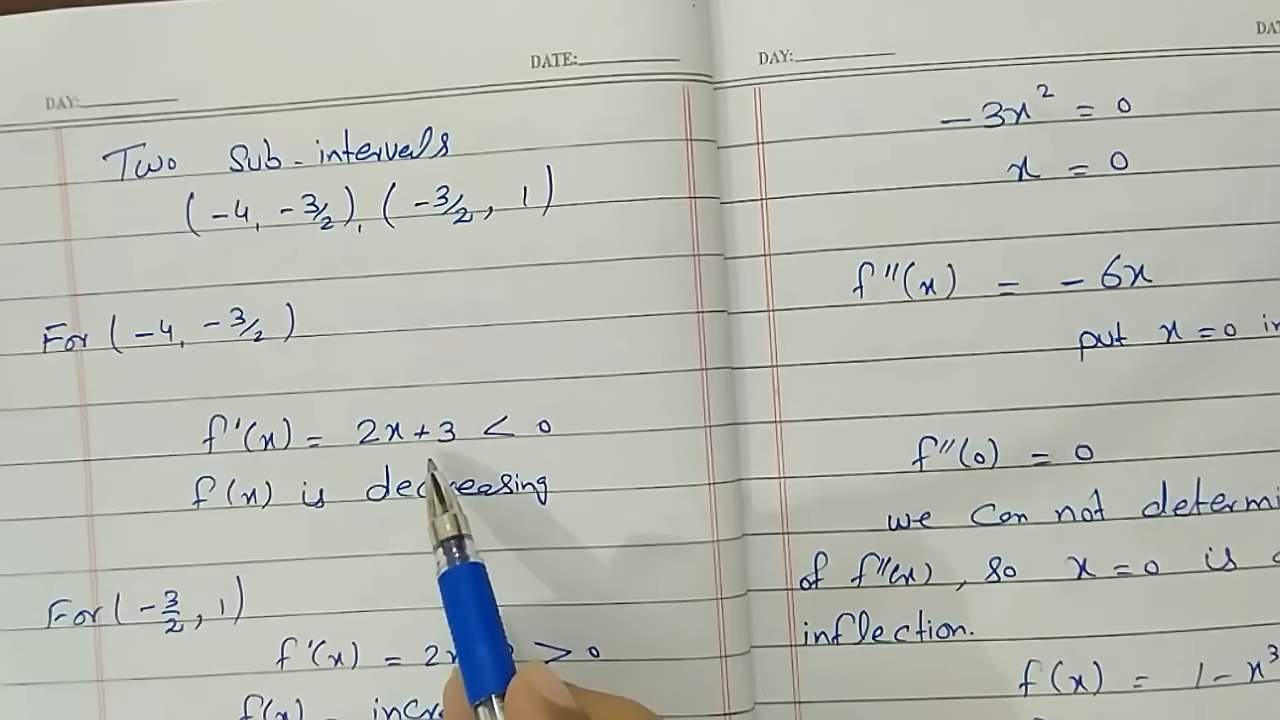 DATE:
DAY:
Two Sub-intervals
(-4, -3/2), (-3/2, 1)
For (-4, -3/2)
f'(x) = 2x+3 < 0
f(x) is decreasing
For (-3/2, 1)
f'(x) = 2x > 0
f(x)
DAY:
-3x² = 0
x = 0
f''(x) = -6x
put x = 0
f''(0) = 0
we can not
of f''(x), so x = 0 is
inflection.
f(x) = 1-x³